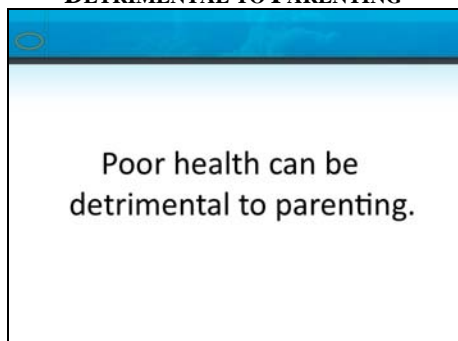 DETRIMENTAL TO PARENTING
Poor health can be
detrimental to parenting.